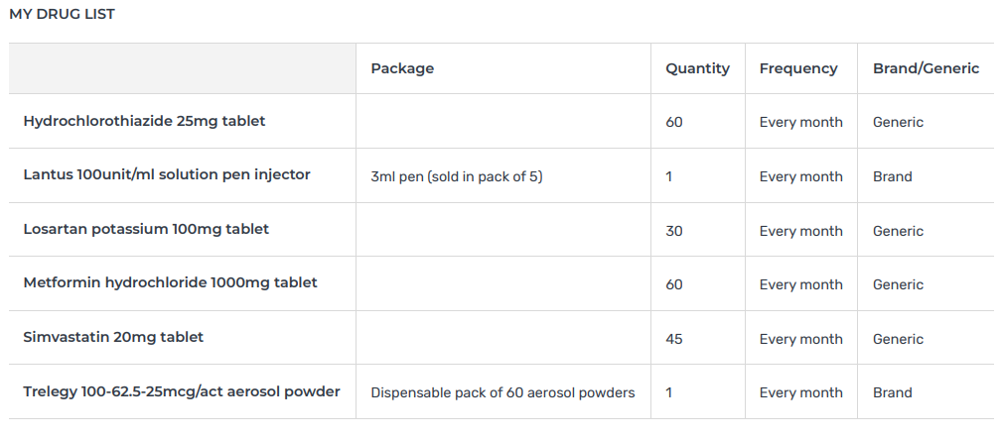 MY DRUG LIST
Package Quantity Frequency Brand/Generic
Hydrochlorothiazide 25mg tablet 60 Every month Generic
Lantus 100unit/ml solution pen injector 3ml pen (sold in pack of 5) 1 Every month Brand
Losartan potassium 100mg tablet 30 Every month Generic
Metformin hydrochloride 1000mg tablet 60 Every month Generic
Simvastatin 20mg tablet 45 Every month Generic
Trelegy 100-62.5-25mcg/act aerosol powder Dispensable pack of 60 aerosol powders 1 Every month Brand